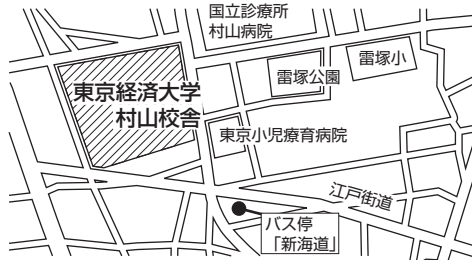 国立診療所
村山病院
雷塚小
雷塚公園
東京経済大学
村山校舎
東京小児療育病院
江戸街道
バス停
「新海道」